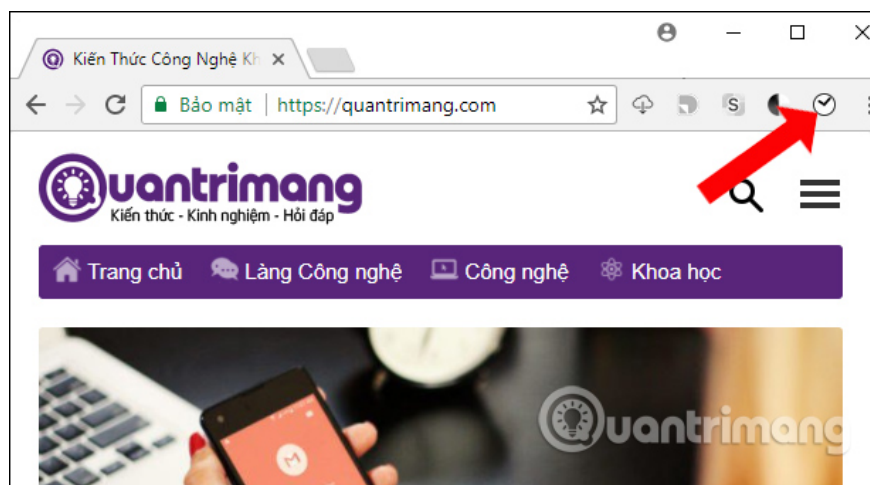 Kiến Thức Công Nghệ Kh
Bảo mật | https://quantrimang.com
S
Quantrimang
Kiến thức - Kinh nghiệm - Hỏi đáp
Trang chủ Làng Công nghệ Công nghệ Khoa học
Quantrimang
M